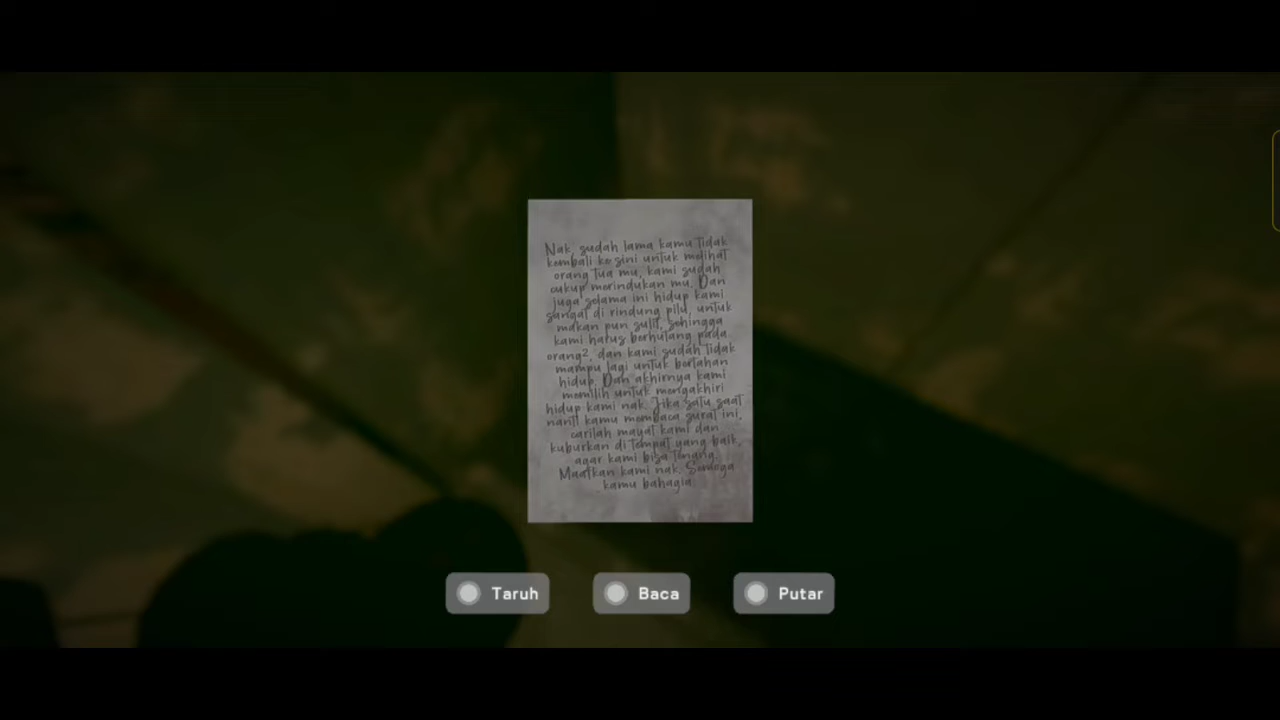 Nak, sudah lama kamu tidak
kembali ke sini untuk melihat
orang tua mu, kami sudah
cukup merindukan mu. Dan
juga selama ini hidup kami
sangat di rindung pilu, untuk
makan pun sulit, sehingga
kami harus berhutang pada
orang2, dan kami sudah tidak
mampu lagi untuk bertahan
hidup. Dan akhirnya kami
memilih untuk mengakhiri
hidup kami nak. Jika satu saat
nanti kamu membaca surat ini,
carilah mayat kami dan
kuburkan di tempat yang baik,
agar kami bisa tenang.
Maafkan kami nak. Semoga
kamu bahagia.
Taruh
Baca
Putar